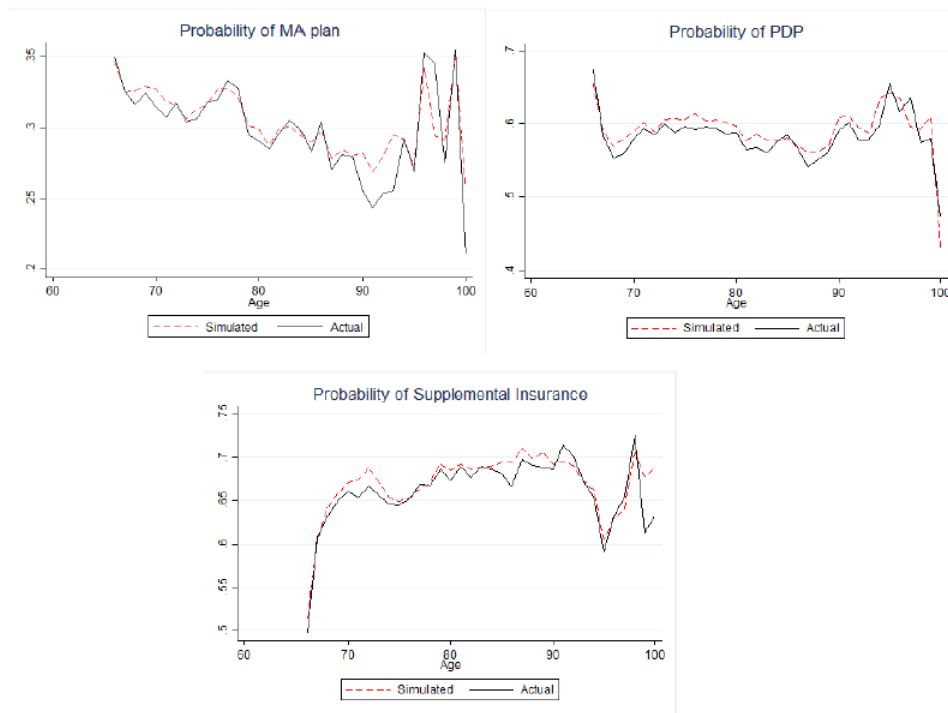 Probability of MA plan
.35
.3
.25
.2
60 70 80 90 100
Age
Simulated Actual
Probability of PDP
.7
.6
.5
.4
60 70 80 90 100
Age
Simulated Actual
Probability of Supplemental Insurance
.75
.7
.65
.6
.55
.5
60 70 80 90 100
Age
Simulated Actual